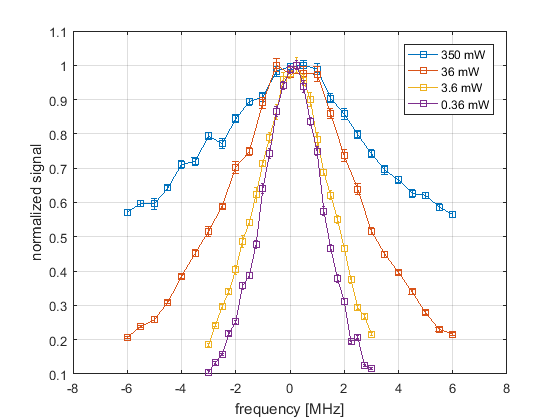 1.1
1
0.9
0.8
0.7
0.6
0.5
0.4
0.3
0.2
0.1
normalized signal
350 mW
36 mW
3.6 mW
0.36 mW
-8 -6 -4 -2 0 2 4 6 8
frequency [MHz]